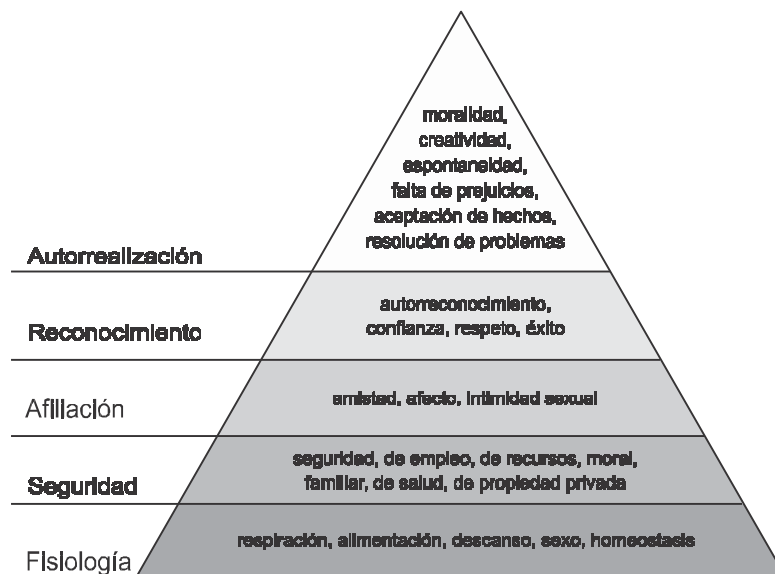 moralidad,
creatividad,
espontaneidad,
falta de prejuicios,
aceptación de hechos,
resolución de problemas
Autorrealización
autorreconocimiento,
confianza, respeto, éxito
Reconocimiento
amistad, afecto, intimidad sexual
Afiliación
seguridad, de empleo, de recursos, moral,
familiar, de salud, de propiedad privada
Seguridad
respiración, alimentación, descanso, sexo, homeostasis
Fisiología